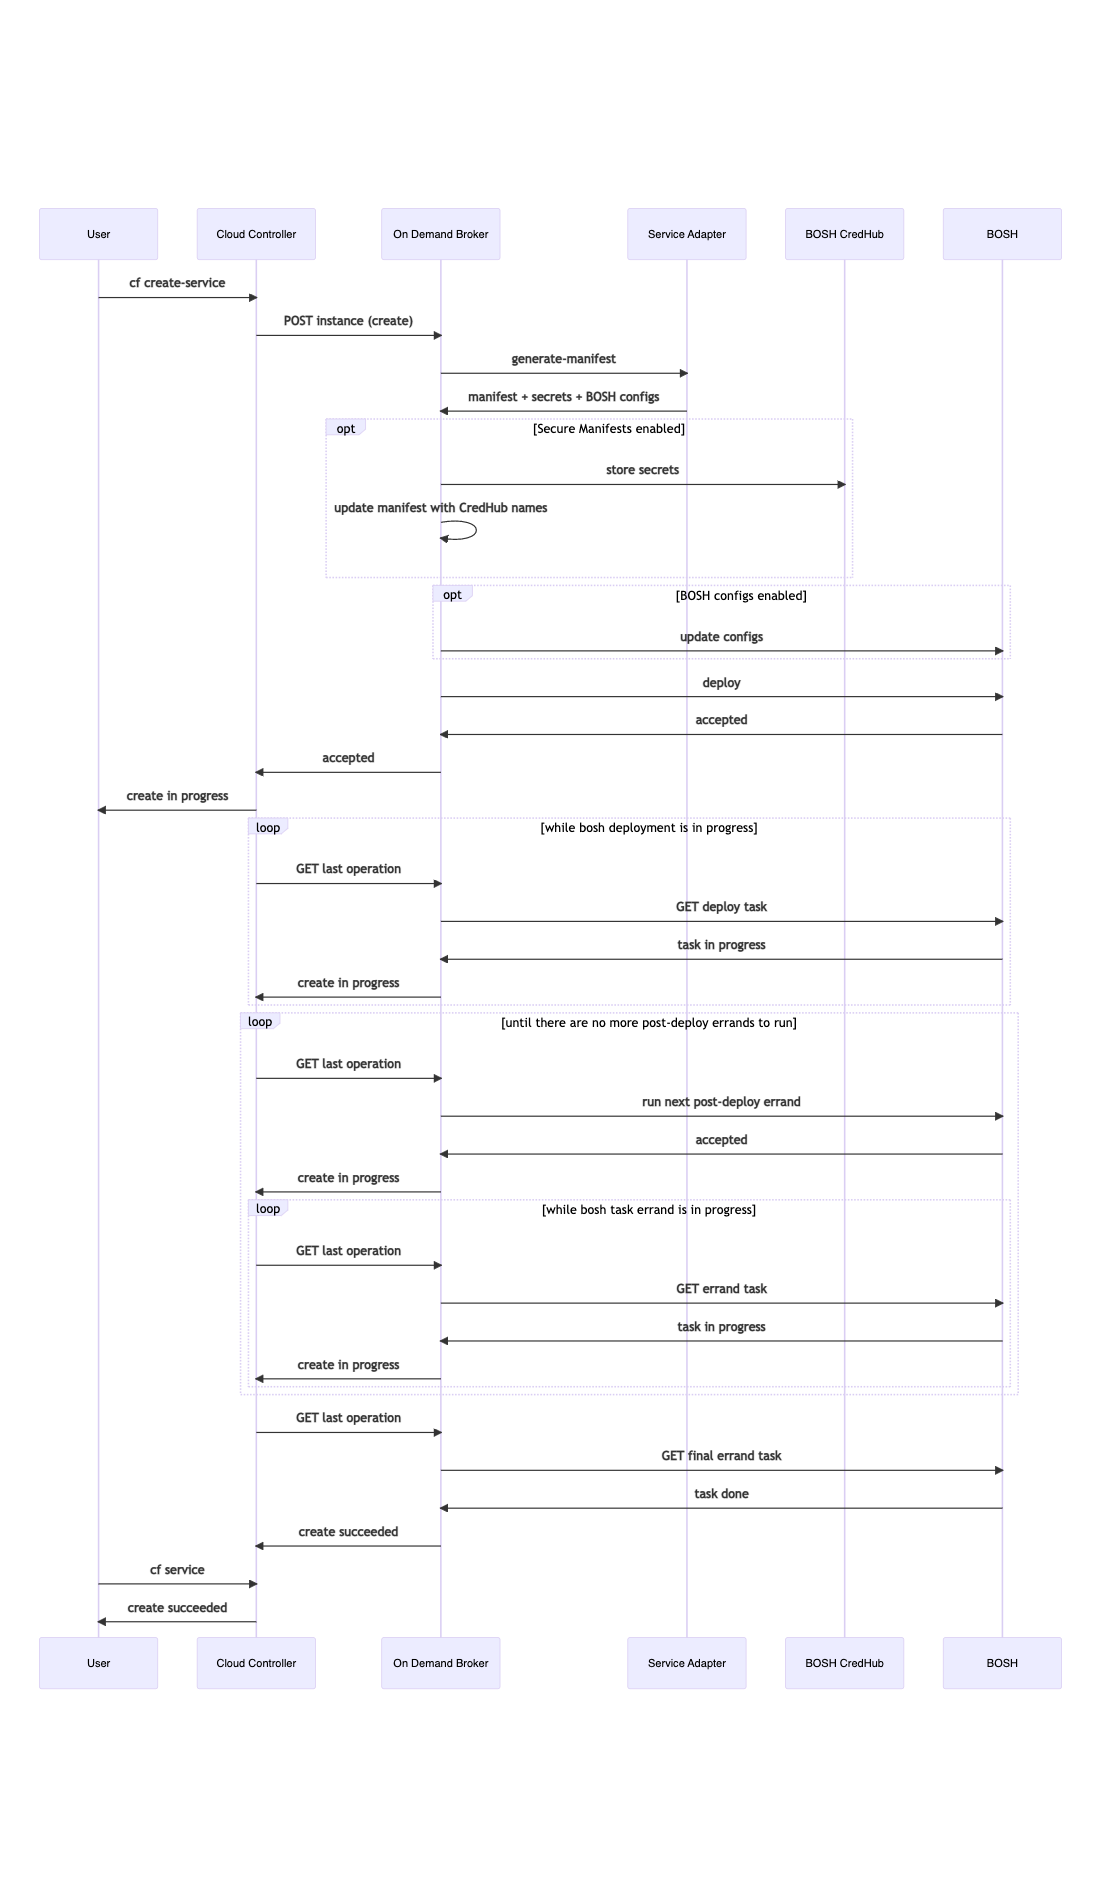 User
Cloud Controller
On Demand Broker
Service Adapter
BOSH CredHub
BOSH
cf create-service
POST instance (create)
generate-manifest
manifest + secrets + BOSH configs
opt
[Secure Manifests enabled]
store secrets
update manifest with CredHub names
opt
[BOSH configs enabled]
update configs
deploy
accepted
accepted
create in progress
loop
[while bosh deployment is in progress]
GET last operation
GET deploy task
task in progress
create in progress
loop
[until there are no more post-deploy errands to run]
GET last operation
run next post-deploy errand
accepted
create in progress
loop
[while bosh task errand is in progress]
GET last operation
GET errand task
task in progress
create in progress
GET last operation
GET final errand task
task done
create succeeded
cf service
create succeeded
User
Cloud Controller
On Demand Broker
Service Adapter
BOSH CredHub
BOSH